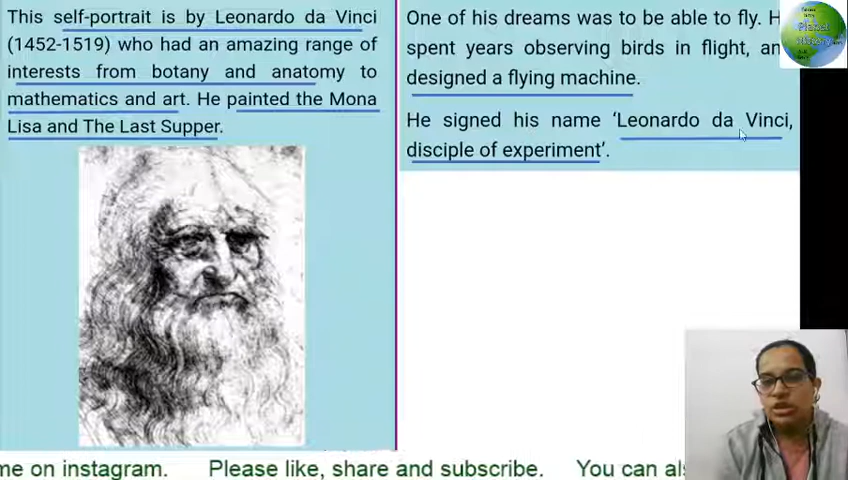 This self-portrait is by Leonardo da Vinci
(1452-1519) who had an amazing range of
interests from botany and anatomy to
mathematics and art. He painted the Mona
Lisa and The Last Supper.
One of his dreams was to be able to fly. H
spent years observing birds in flight, an
designed a flying machine.
He signed his name ‘Leonardo da Vinci,
disciple of experiment’.
Global
History
me on instagram. Please like, share and subscribe. You can al